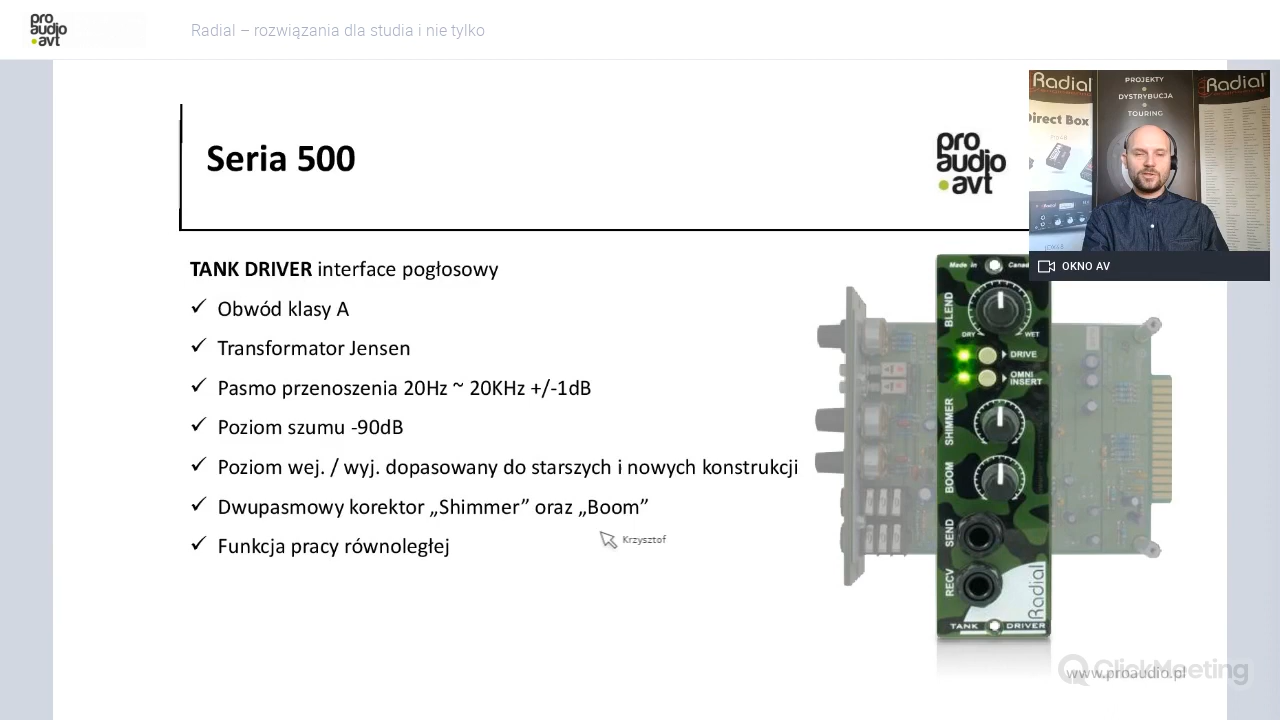 pro
audio
.avt
Radial – rozwiązania dla studia i nie tylko
Seria 500
pro
audio
.avt
Radial
PROJEKTY
DYSTRYBUCJA
TOURING
Radial
Direct Box
Radial
OKNO AV
TANK DRIVER interface pogłosowy
✓ Obwód klasy A
✓ Transformator Jensen
✓ Pasmo przenoszenia 20Hz ~ 20KHz +/-1dB
✓ Poziom szumu -90dB
✓ Poziom wej. / wyj. dopasowany do starszych i nowych konstrukcji
✓ Dwupasmowy korektor „Shimmer” oraz „Boom”
✓ Funkcja pracy równoległej
Krzysztof
Made in Canada
BLEND
DRY WET
DRIVE
OMNI
INSERT
SHIMMER
BOOM
SEND
RECV
Radial
TANK DRIVER
ClickMeeting
www.proaudio.pl